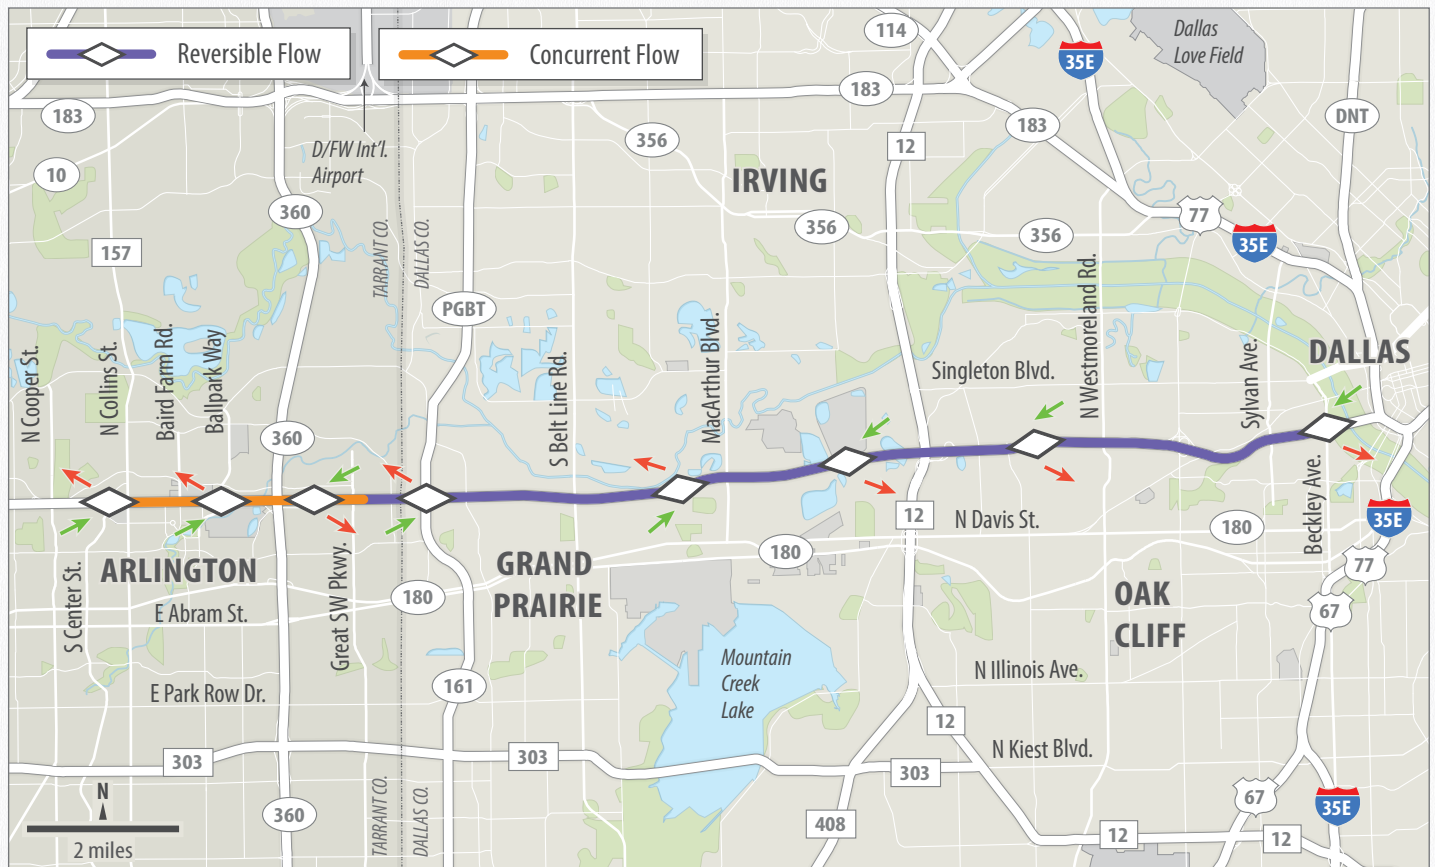 Reversible Flow
Concurrent Flow
114
35E
Dallas
Love Field
183
183
DNT
183
356
12
D/FW Int'l.
Airport
10
IRVING
360
77
356
356
35E
157
TARRANT CO.
DALLAS CO.
N Westmoreland Rd.
PGBT
N Cooper St.
N Collins St.
Baird Farm Rd.
Ballpark Way
S Belt Line Rd.
MacArthur Blvd.
Singleton Blvd.
Sylvan Ave.
DALLAS
360
Beckley Ave.
12
N Davis St.
180
35E
180
77
ARLINGTON
GRAND
PRAIRIE
S Center St.
E Abram St.
Great SW Pkwy.
180
OAK
CLIFF
67
Mountain
Creek
Lake
N Illinois Ave.
161
E Park Row Dr.
12
303
303
303
N Kiest Blvd.
N
360
TARRANT CO.
DALLAS CO.
408
67
35E
12
12
2 miles